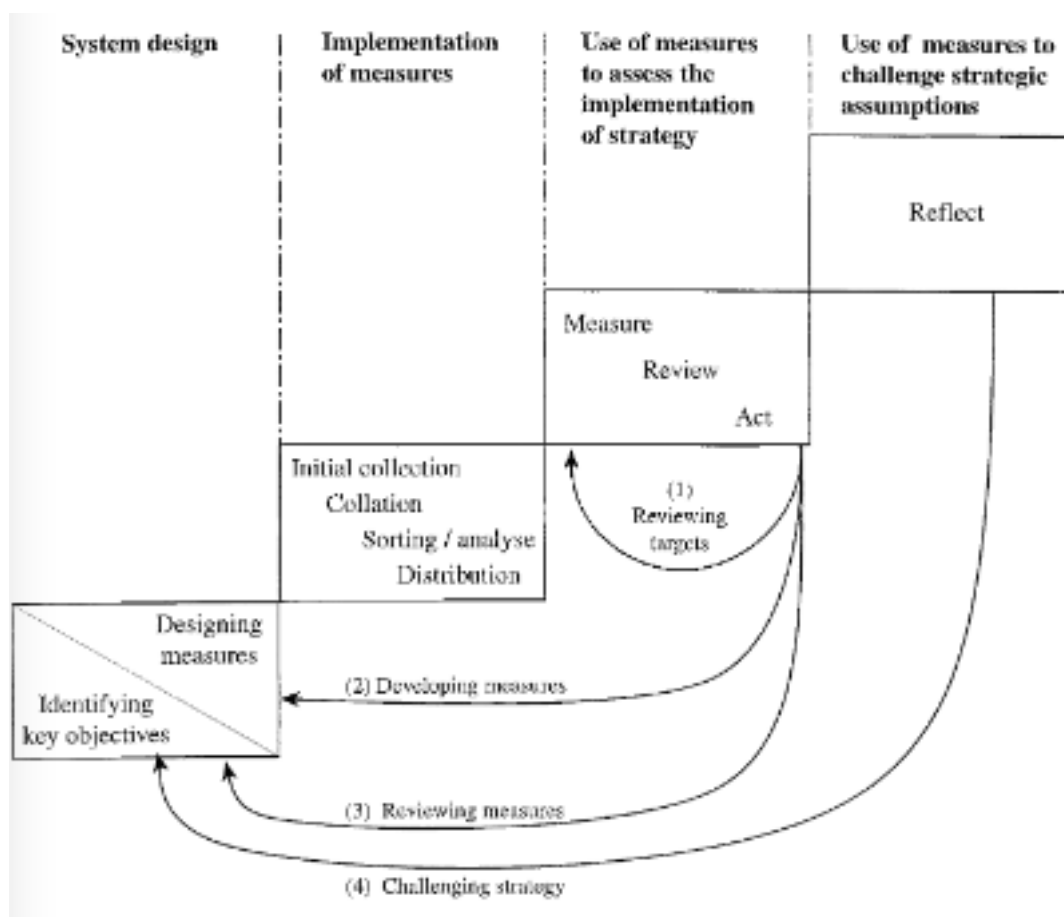 System design
Implementation
of measures
Use of measures
to assess the
implementation
of strategy
Use of measures to
challenge strategic
assumptions
Reflect
Measure
Review
Act
Initial collection
Collation
Sorting / analyse
Distribution
(1)
Reviewing
targets
Designing
measures
Identifying
key objectives
(2) Developing measures
(3) Reviewing measures
(4) Challenging strategy